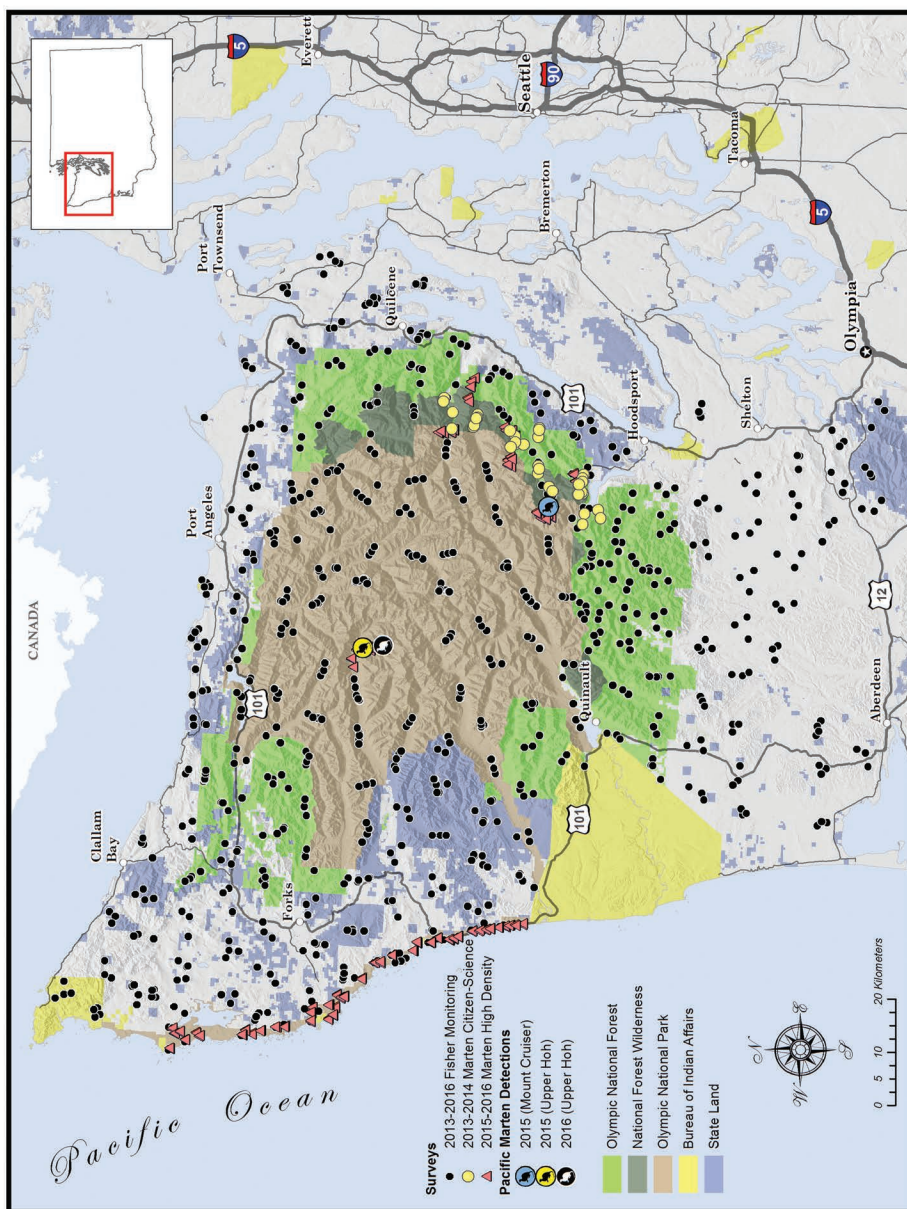 CANADA
Pacific Ocean
Clallam
Bay
Port
Angeles
Port
Townsend
5
Everett
101
Forks
Quilcene
Seattle
90
Bremerton
101
Hoodsport
Quinault
101
Tacoma
5
Shelton
Olympia
Aberdeen
12
Surveys
2013-2016 Fisher Monitoring
2013-2014 Marten Citizen-Science
2015-2016 Marten High Density
Pacific Marten Detections
2015 (Mount Cruiser)
2015 (Upper Hoh)
2016 (Upper Hoh)
Olympic National Forest
National Forest Wilderness
Olympic National Park
Bureau of Indian Affairs
State Land
N
W
E
S
0 5 10 20 Kilometers